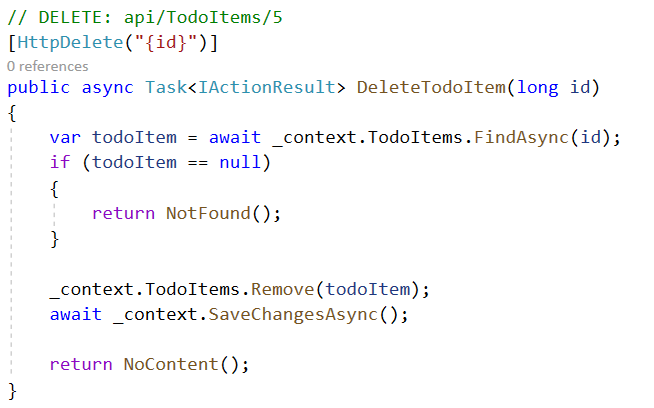 // DELETE: api/TodoItems/5
[HttpDelete("{id}")]
0 references
public async Task<IActionResult> DeleteTodoItem(long id)
{
    var todoItem = await _context.TodoItems.FindAsync(id);
    if (todoItem == null)
    {
        return NotFound();
    }

    _context.TodoItems.Remove(todoItem);
    await _context.SaveChangesAsync();

    return NoContent();
}